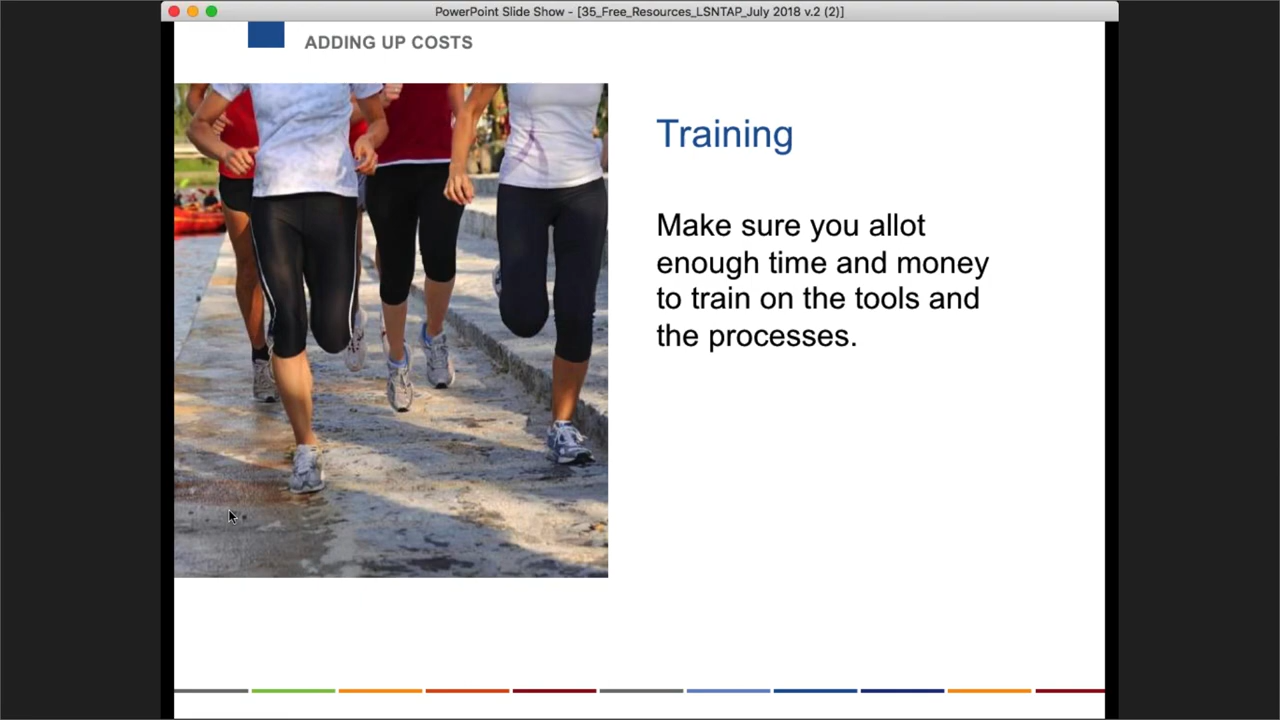 PowerPoint Slide Show - [35_Free_Resources_LSNTAP_July 2018 v.2 (2)]
ADDING UP COSTS
Training
Make sure you allot
enough time and money
to train on the tools and
the processes.